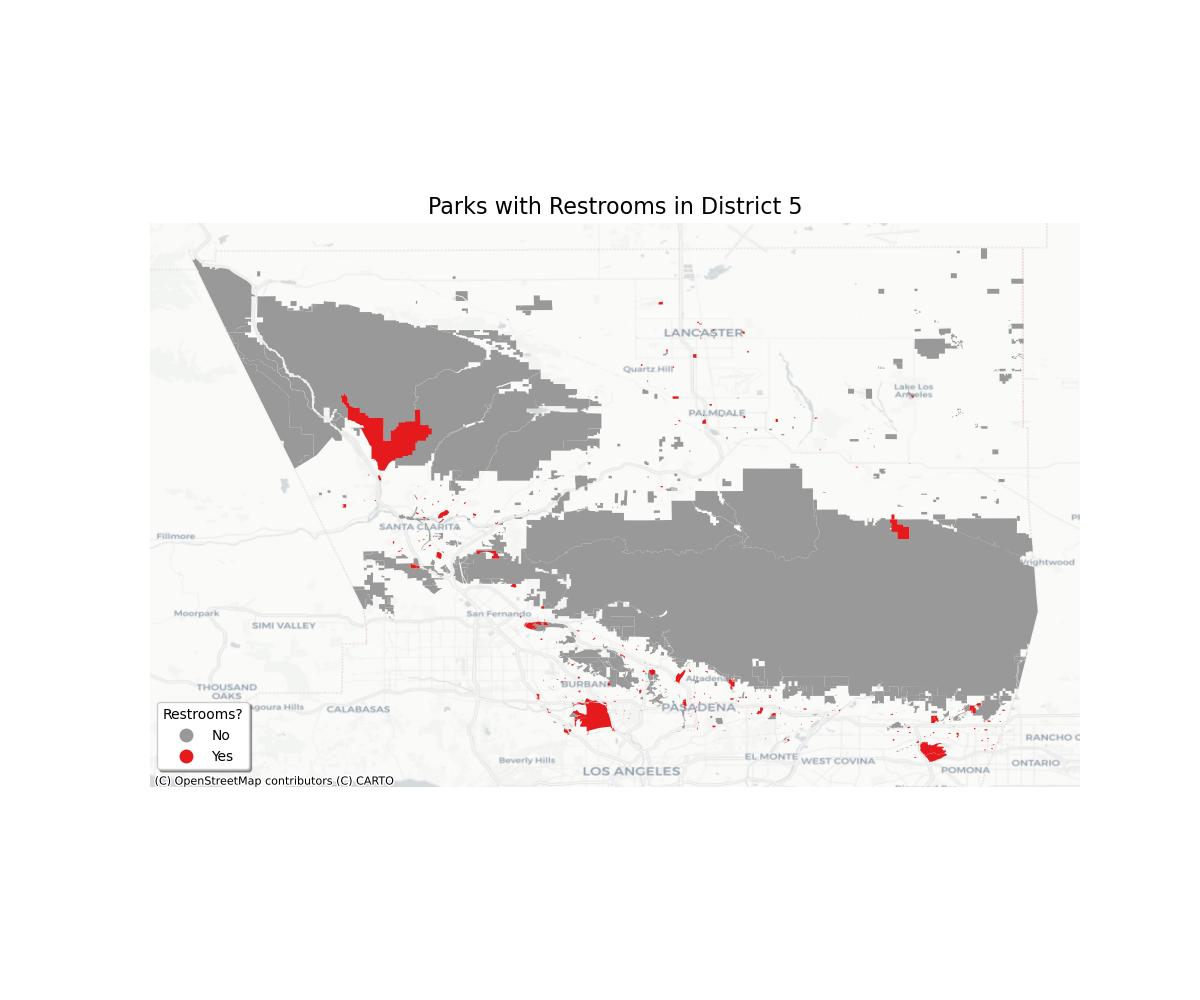 Parks with Restrooms in District 5
LANCASTER
Quartz Hill
Lake Los
Angeles
PALMDALE
SANTA CLARITA
Fillmore
Wrightwood
Moorpark
San Fernando
SIMI VALLEY
THOUSAND
OAKS
Agoura Hills
CALABASAS
BURBANK
Altadena
PASADENA
Beverly Hills
LOS ANGELES
EL MONTE
WEST COVINA
POMONA
RANCHO C
ONTARIO
Restrooms?
No
Yes
(C) OpenStreetMap contributors (C) CARTO